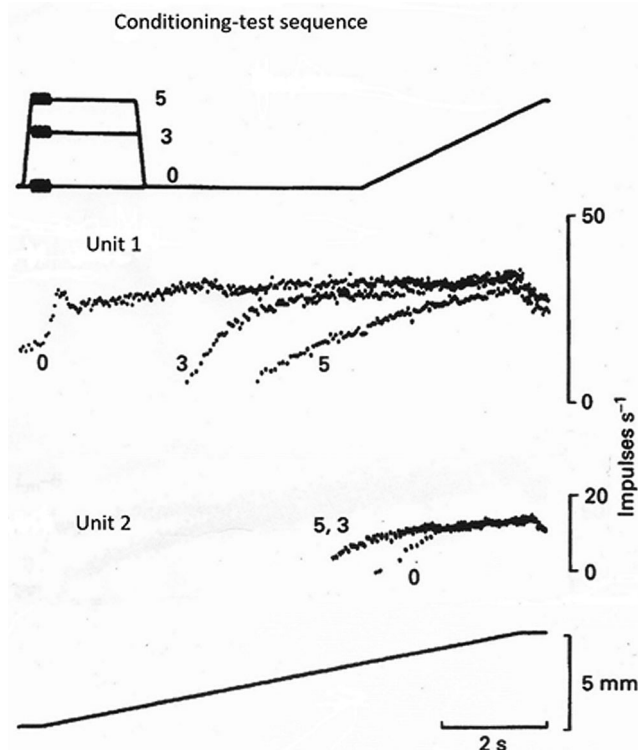 Conditioning-test sequence
5
3
0
Unit 1
50
0
3
5
0
Impulses s⁻¹
Unit 2
5, 3
0
20
0
5 mm
2 s